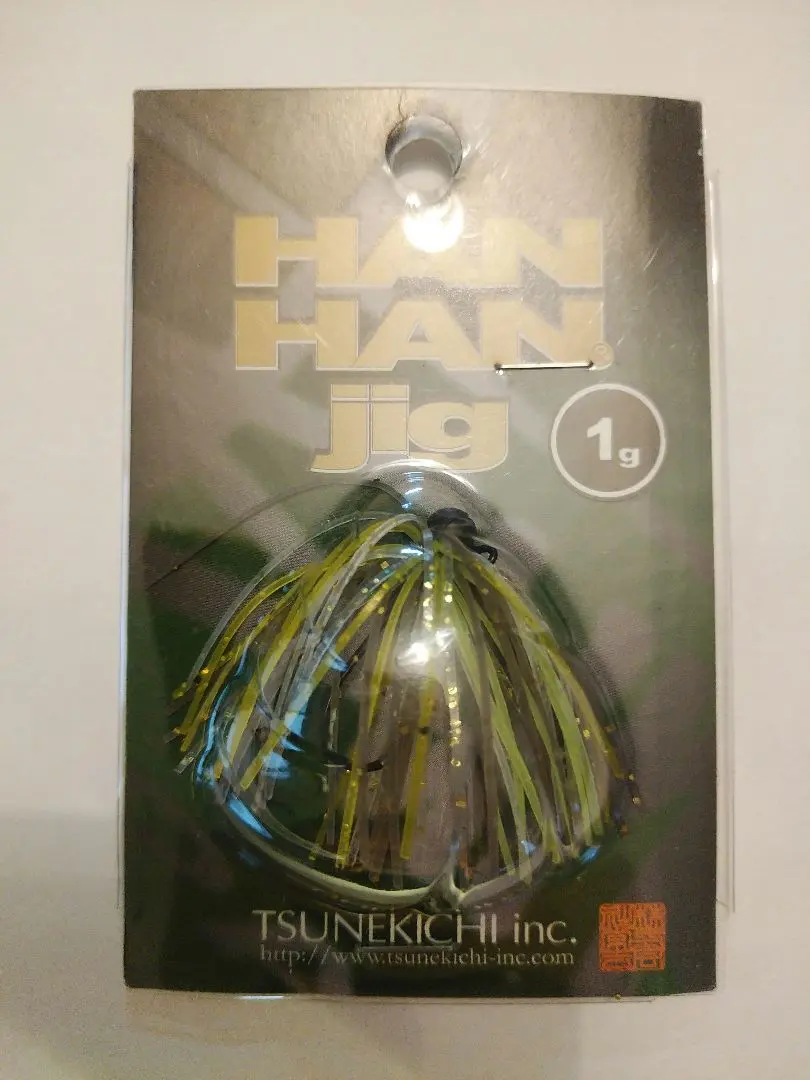 HAN
HAN®
jig
1g
TSUNEKICHI inc.
http://www.tsunekichi-inc.com